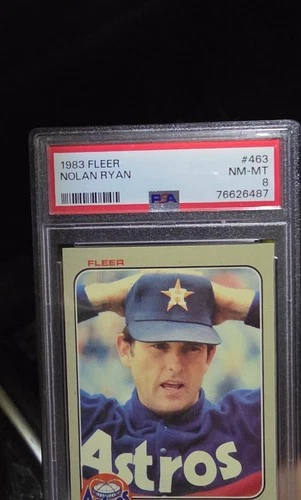 1983 FLEER #463
NOLAN RYAN NM-MT
8
PSA 76626487
FLEER
Astros